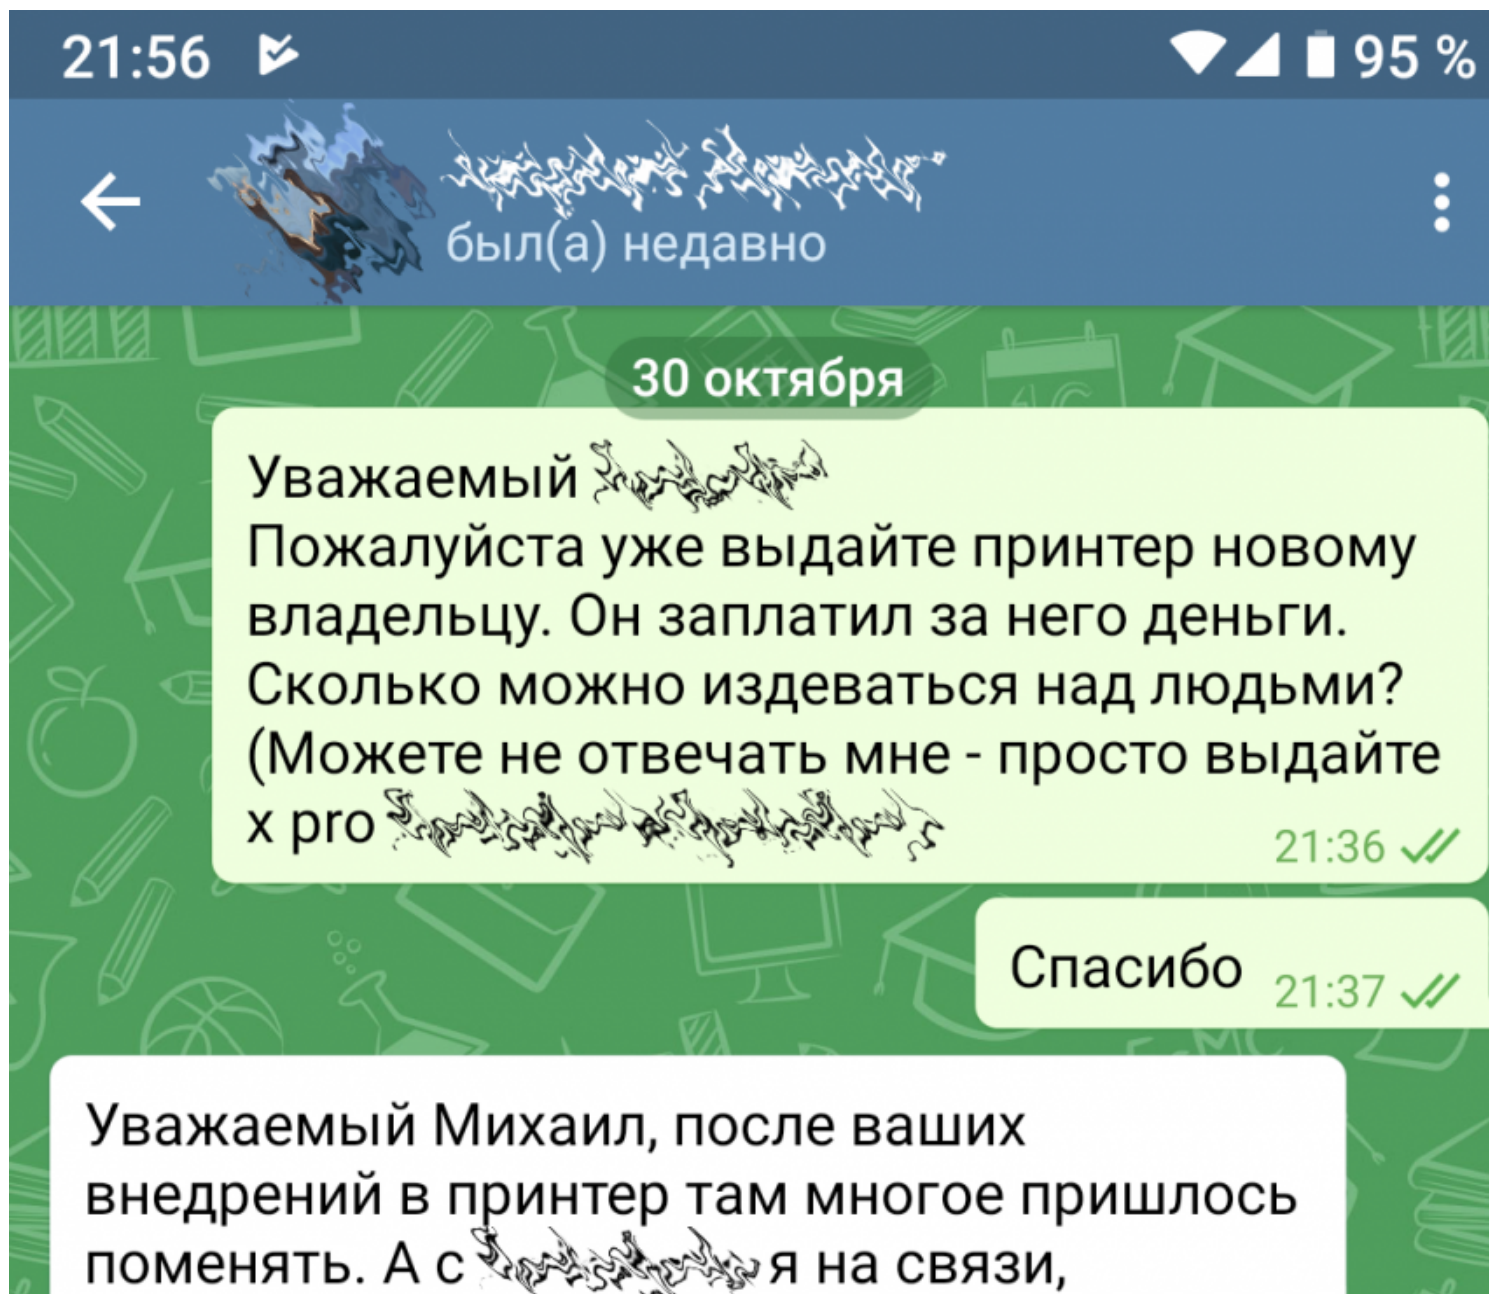 21:56 95 %
был(а) недавно
30 октября
Уважаемый
Пожалуйста уже выдайте принтер новому
владельцу. Он заплатил за него деньги.
Сколько можно издеваться над людьми?
(Можете не отвечать мне - просто выдайте
x pro
21:36
Спасибо 21:37
Уважаемый Михаил, после ваших
внедрений в принтер там многое пришлось
поменять. А с я на связи,